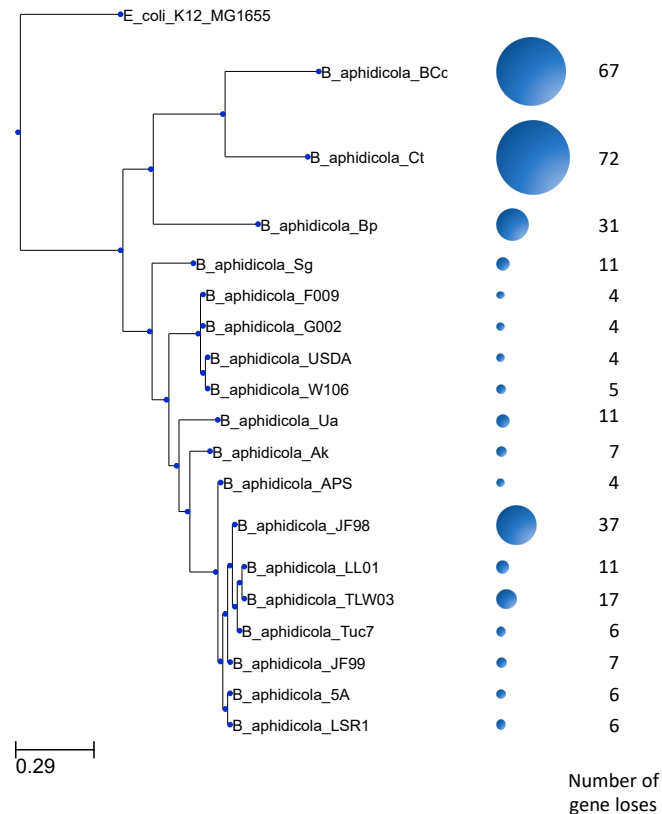 E_coli_K12_MG1655
B_aphidicola_BCc 67
B_aphidicola_Ct 72
B_aphidicola_Bp 31
B_aphidicola_Sg 11
B_aphidicola_F009 4
B_aphidicola_G002 4
B_aphidicola_USDA 4
B_aphidicola_W106 5
B_aphidicola_Ua 11
B_aphidicola_Ak 7
B_aphidicola_APS 4
B_aphidicola_JF98 37
B_aphidicola_LL01 11
B_aphidicola_TLW03 17
B_aphidicola_Tuc7 6
B_aphidicola_JF99 7
B_aphidicola_5A 6
B_aphidicola_LSR1 6
0.29
Number of
gene loses